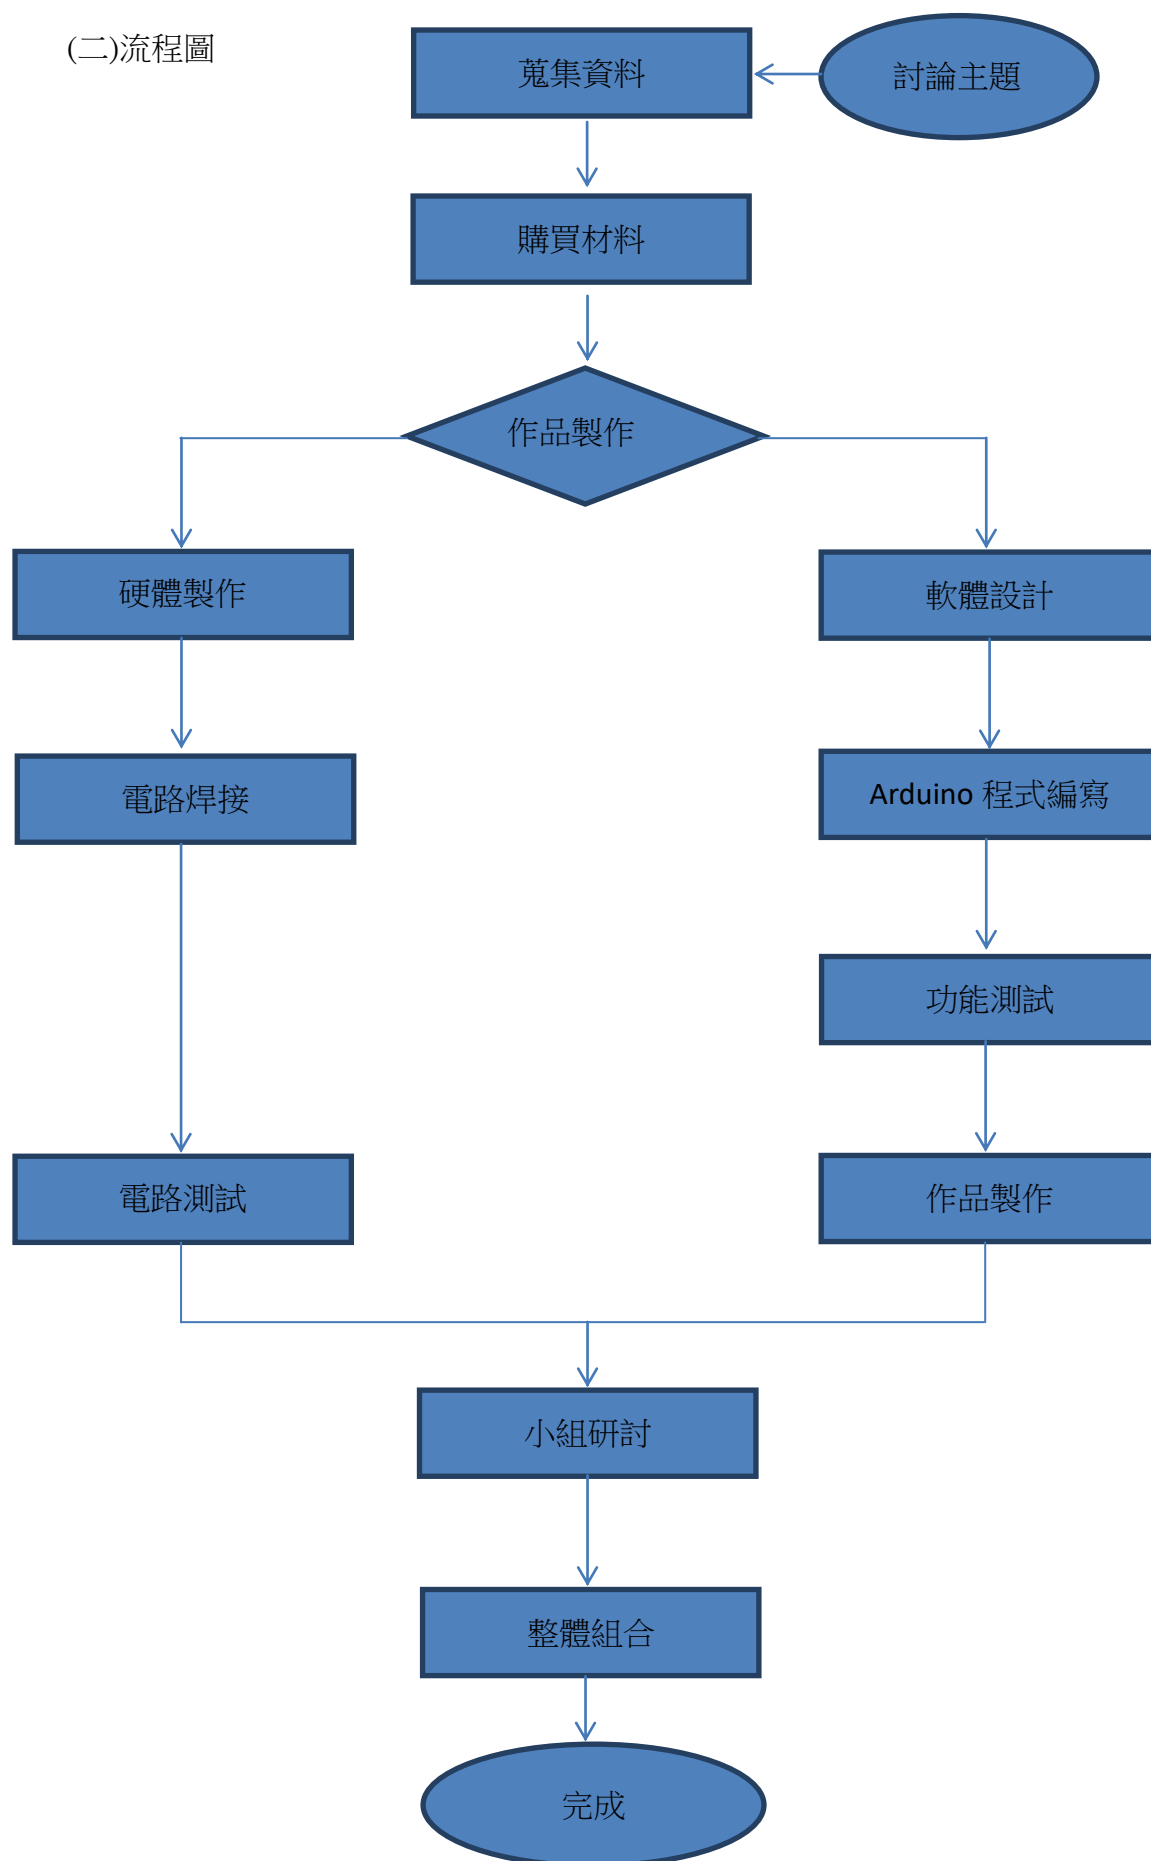 (二)流程圖
蒐集資料
討論主題
購買材料
作品製作
硬體製作
軟體設計
電路焊接
Arduino 程式編寫
功能測試
電路測試
作品製作
小組研討
整體組合
完成